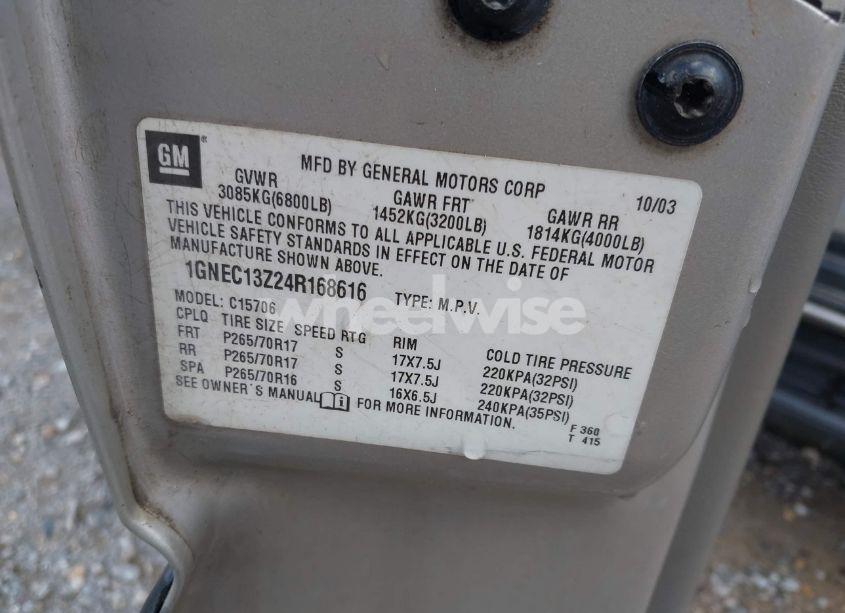 GM®
MFD BY GENERAL MOTORS CORP 10/03
GVWR GAWR FRT GAWR RR
3085KG(6800LB) 1452KG(3200LB) 1814KG(4000LB)
THIS VEHICLE CONFORMS TO ALL APPLICABLE U.S. FEDERAL MOTOR
VEHICLE SAFETY STANDARDS IN EFFECT ON THE DATE OF
MANUFACTURE SHOWN ABOVE.
1GNEC13Z24R168616 TYPE: M.P.V.
MODEL: C15706
wheelwise
CPLQ TIRE SIZE SPEED RTG RIM COLD TIRE PRESSURE
FRT P265/70R17 S 17X7.5J 220KPA(32PSI)
RR P265/70R17 S 17X7.5J 220KPA(32PSI)
SPA P265/70R16 S 16X6.5J 240KPA(35PSI)
SEE OWNER'S MANUAL FOR MORE INFORMATION.
F 360
T 415